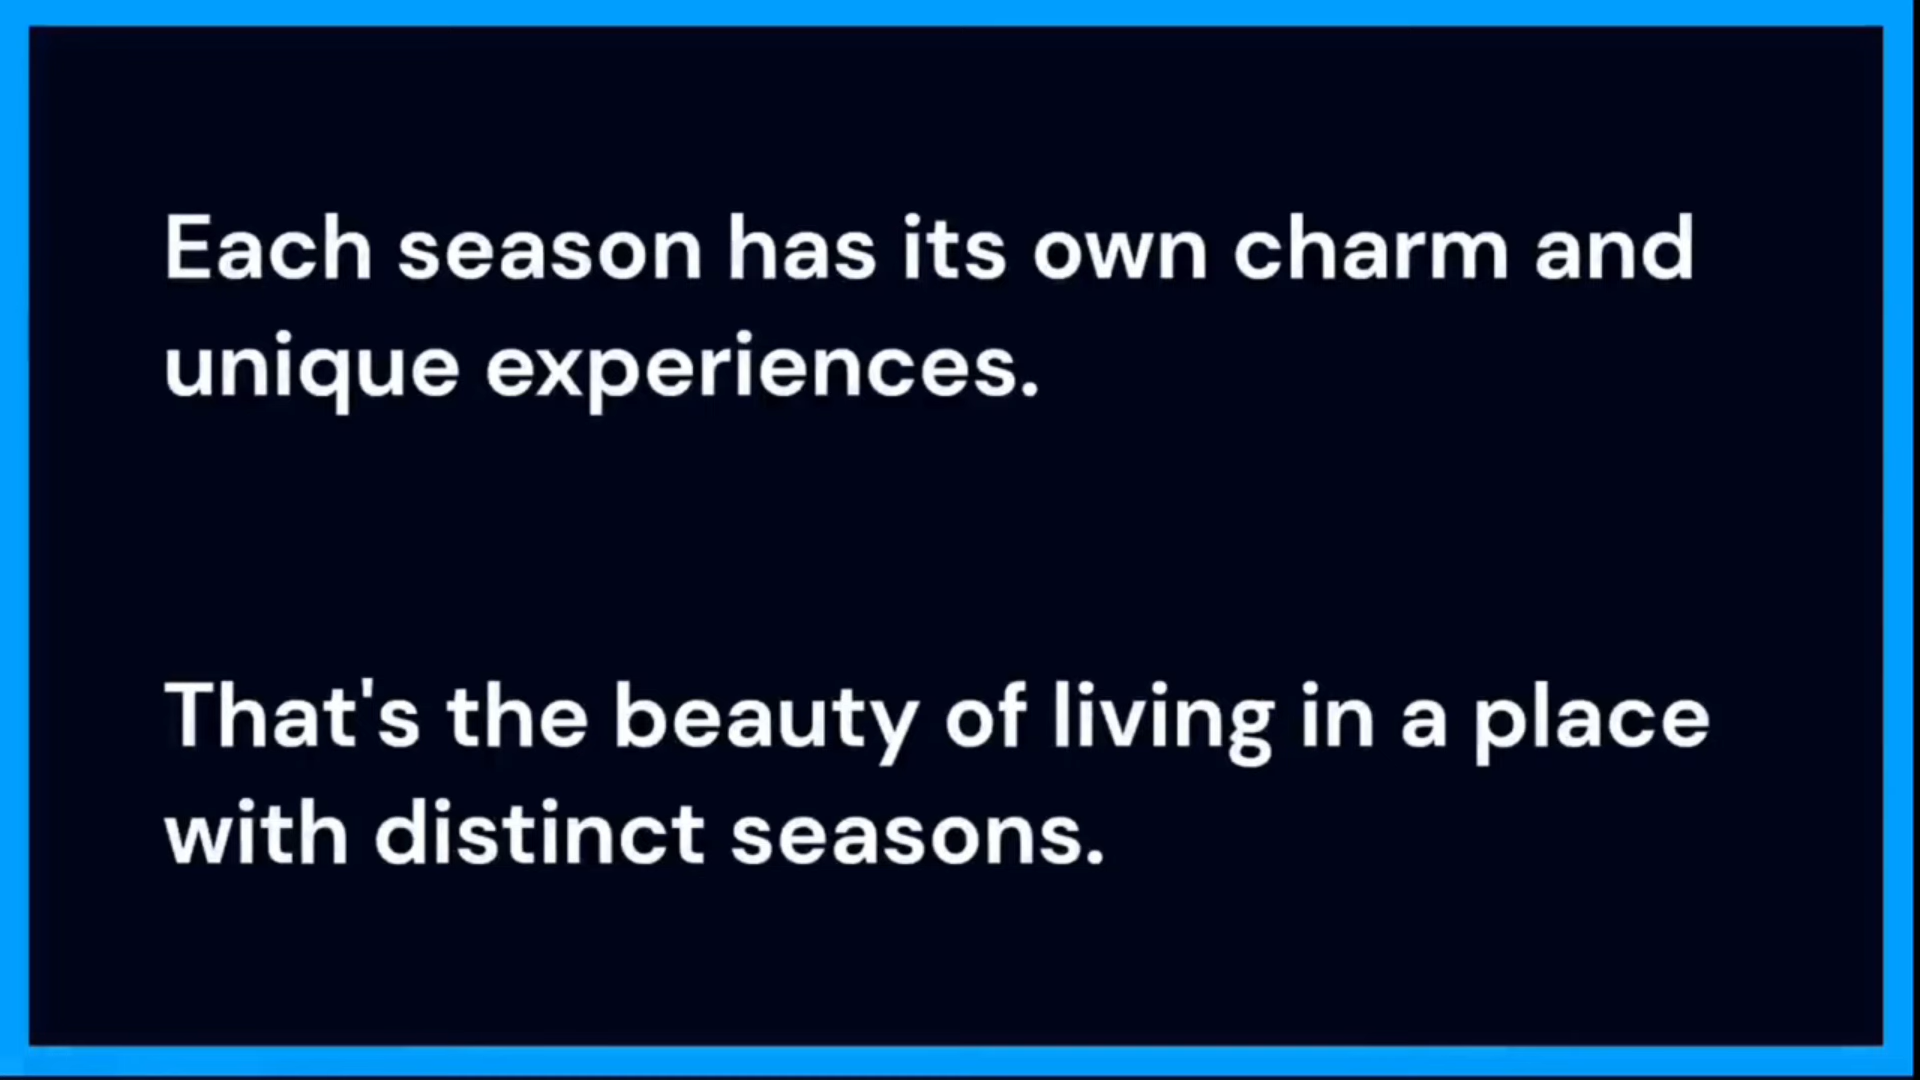 Each season has its own charm and
unique experiences.
That's the beauty of living in a place
with distinct seasons.